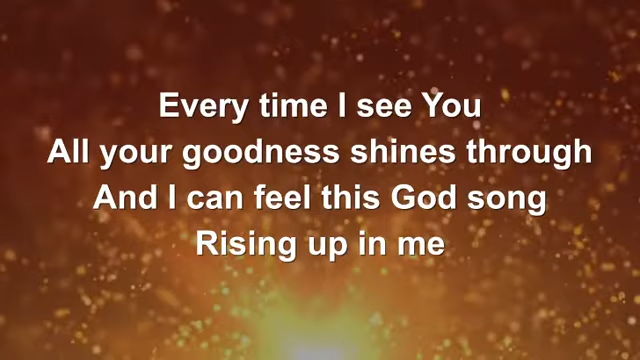 Every time I see You
All your goodness shines through
And I can feel this God song
Rising up in me